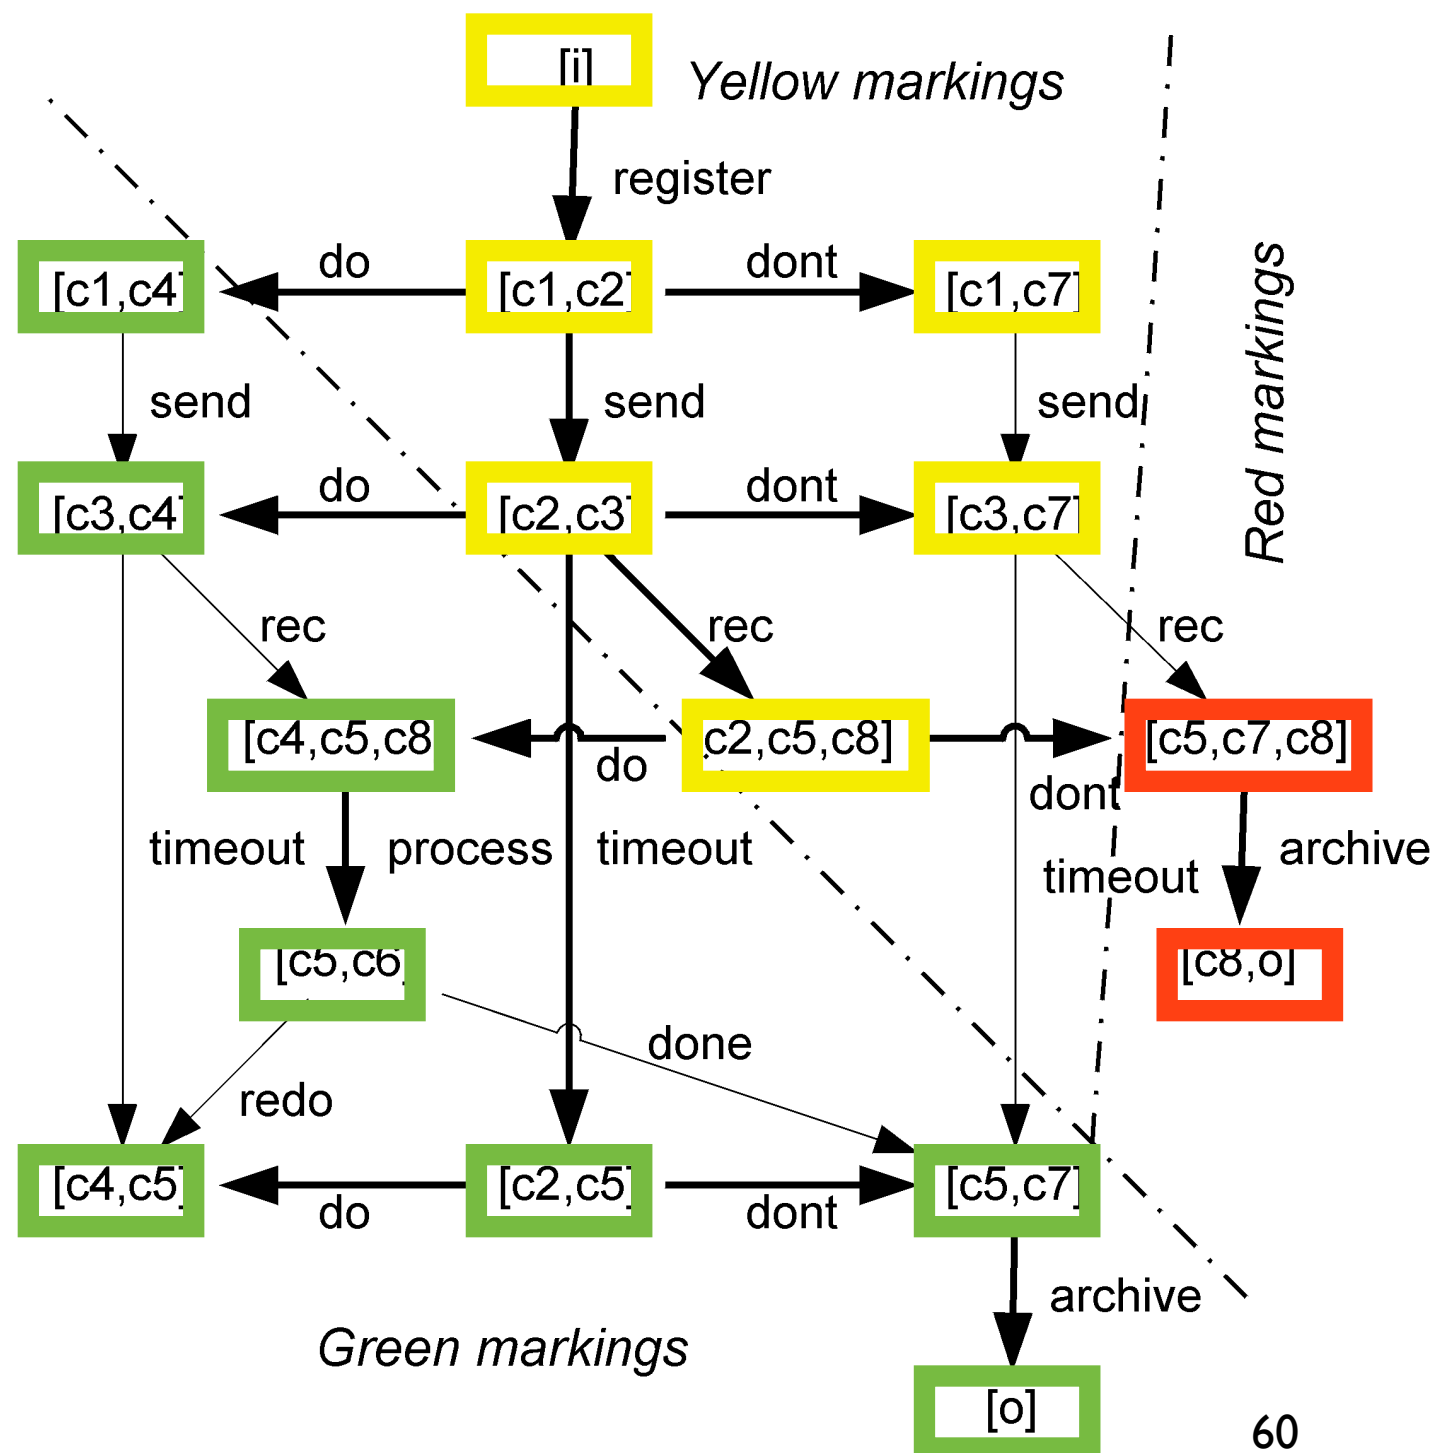 [i]
Yellow markings
register
do
dont
[c1,c4]
[c1,c2]
[c1,c7]
Red markings
send
send
send
do
dont
[c3,c4]
[c2,c3]
[c3,c7]
rec
rec
rec
[c4,c5,c8
c2,c5,c8]
[c5,c7,c8]
do
dont
timeout
process
timeout
timeout
archive
[c5,c6]
[c8,o]
done
redo
[c4,c5]
[c2,c5]
[c5,c7]
do
dont
archive
Green markings
[o]
60